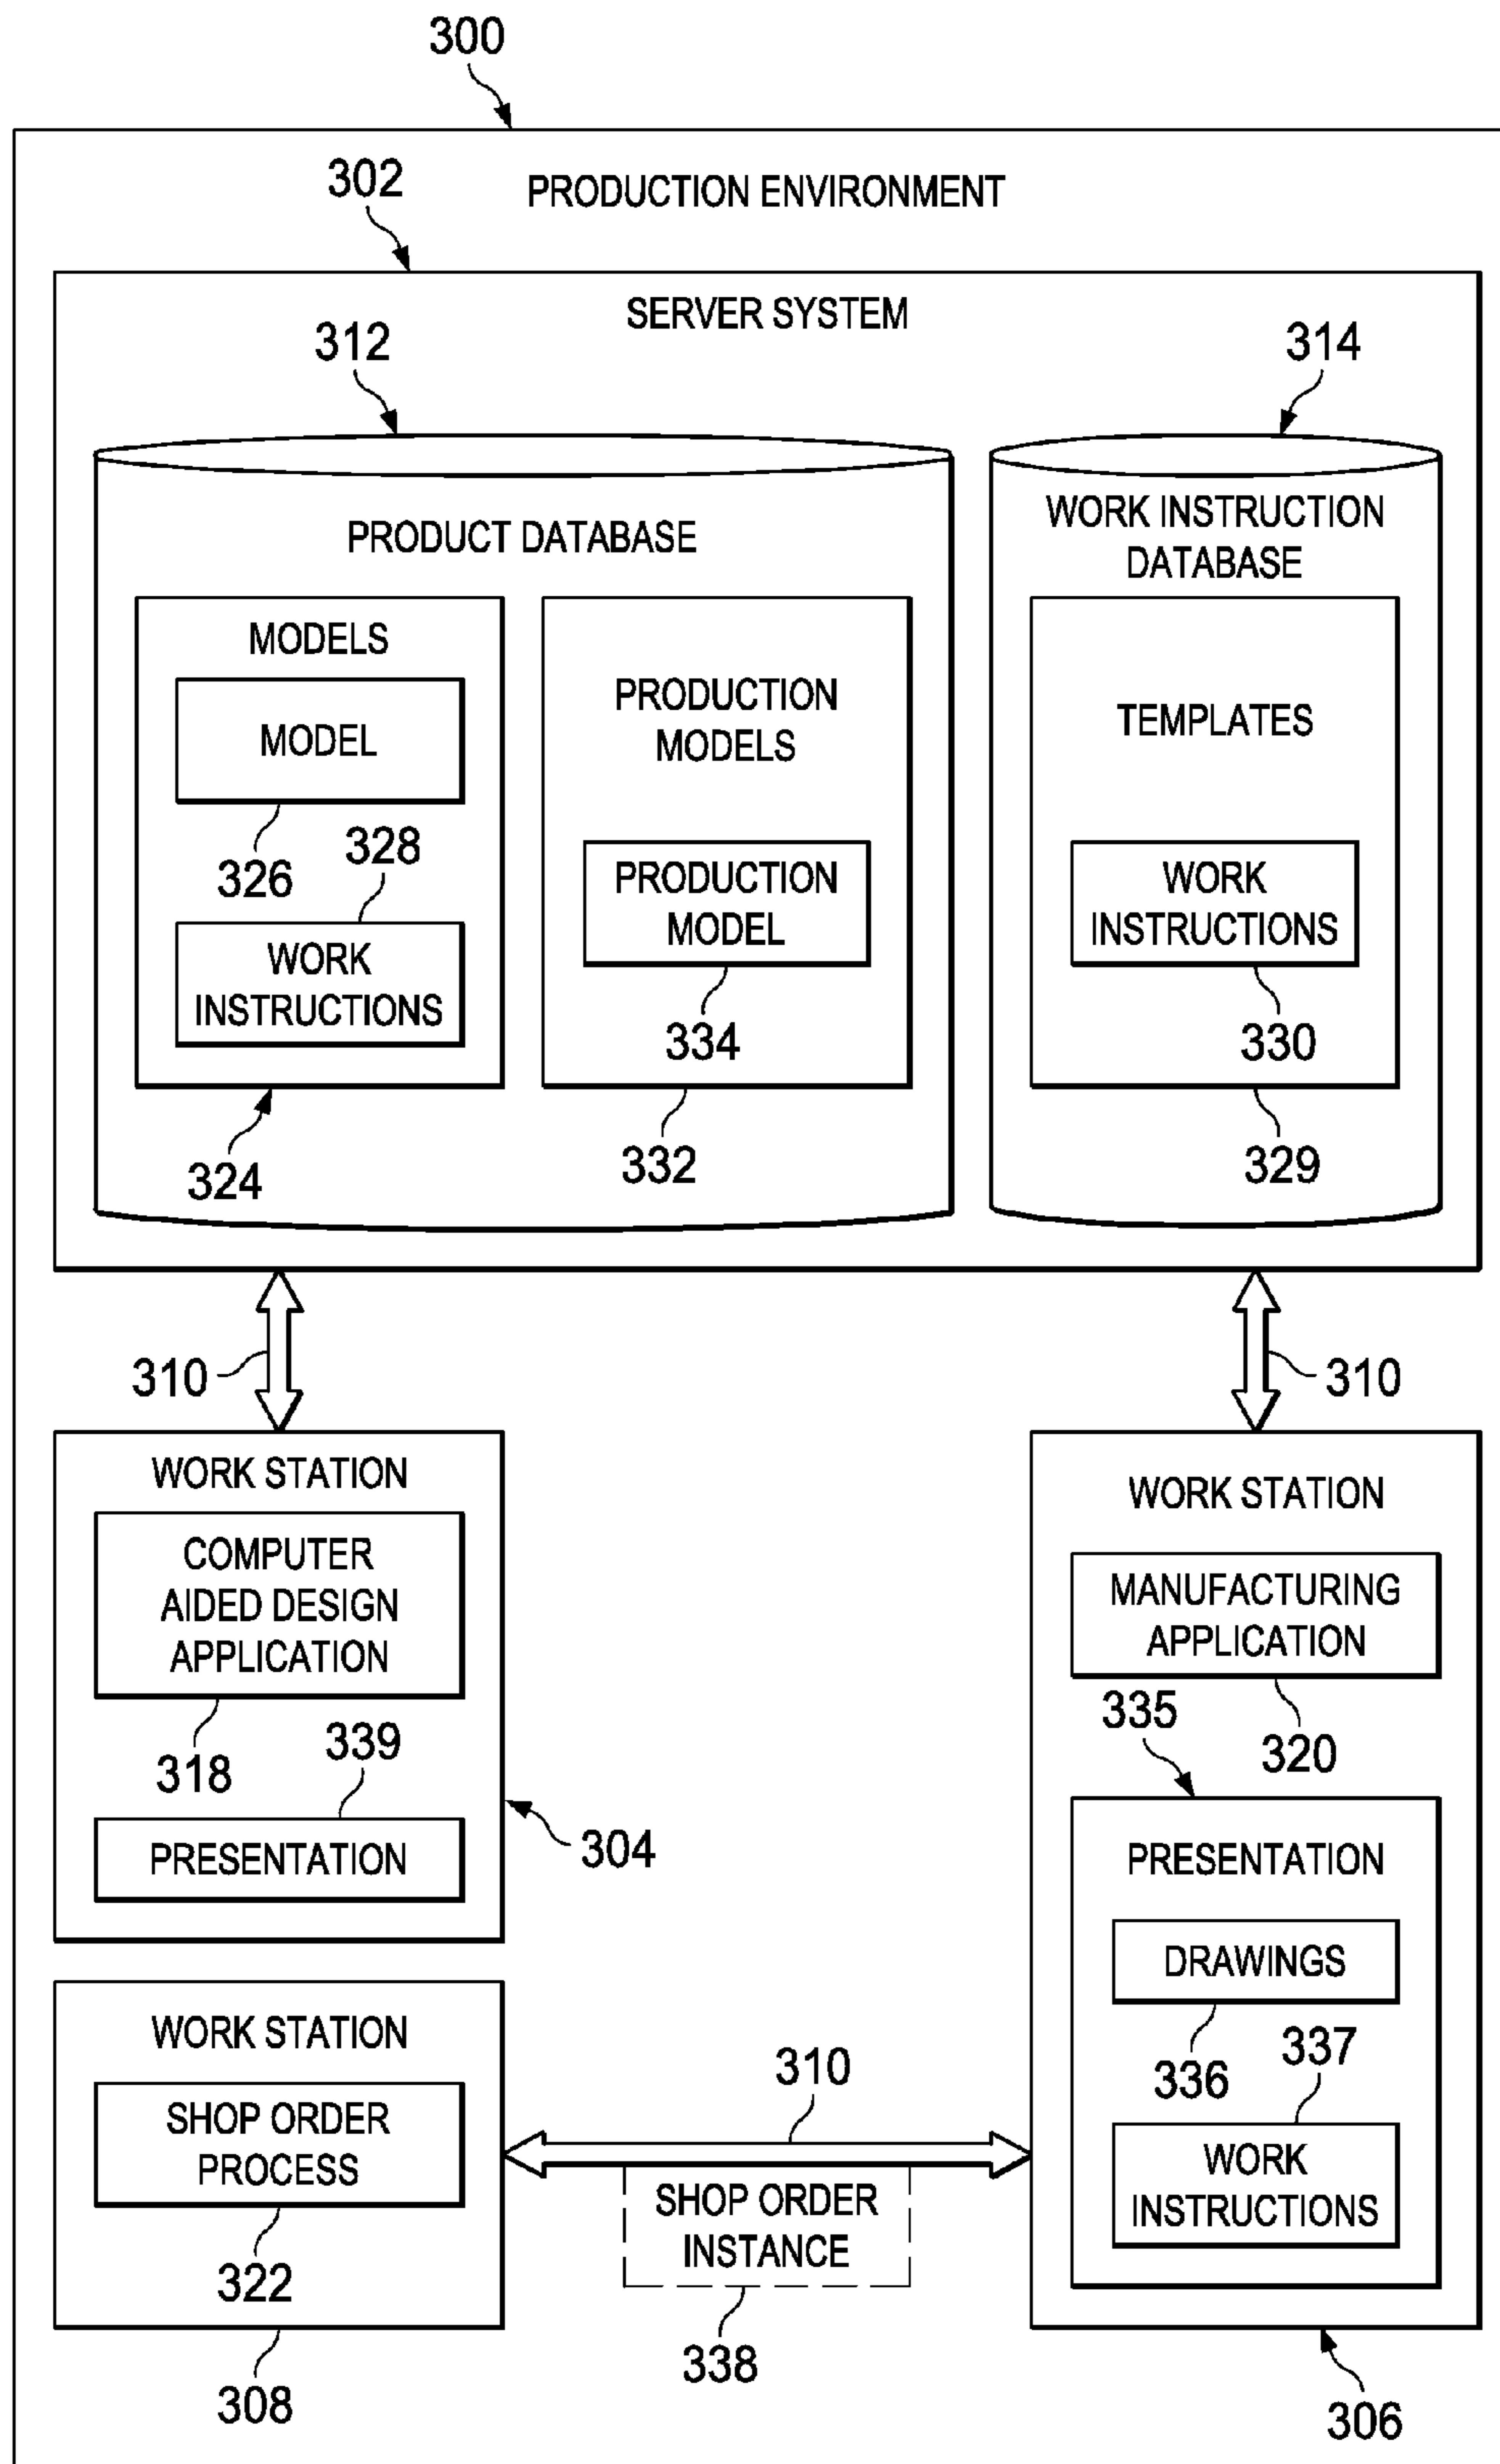 300
302
PRODUCTION ENVIRONMENT
SERVER SYSTEM
312
314
PRODUCT DATABASE
MODELS
MODEL
326
328
WORK
INSTRUCTIONS
324
PRODUCTION
MODELS
PRODUCTION
MODEL
334
332
WORK INSTRUCTION
DATABASE
TEMPLATES
WORK
INSTRUCTIONS
330
329
310
310
WORK STATION
COMPUTER
AIDED DESIGN
APPLICATION
318
339
PRESENTATION
304
WORK STATION
MANUFACTURING
APPLICATION
335
320
PRESENTATION
DRAWINGS
336
337
WORK
INSTRUCTIONS
306
WORK STATION
SHOP ORDER
PROCESS
322
308
310
SHOP ORDER
INSTANCE
338